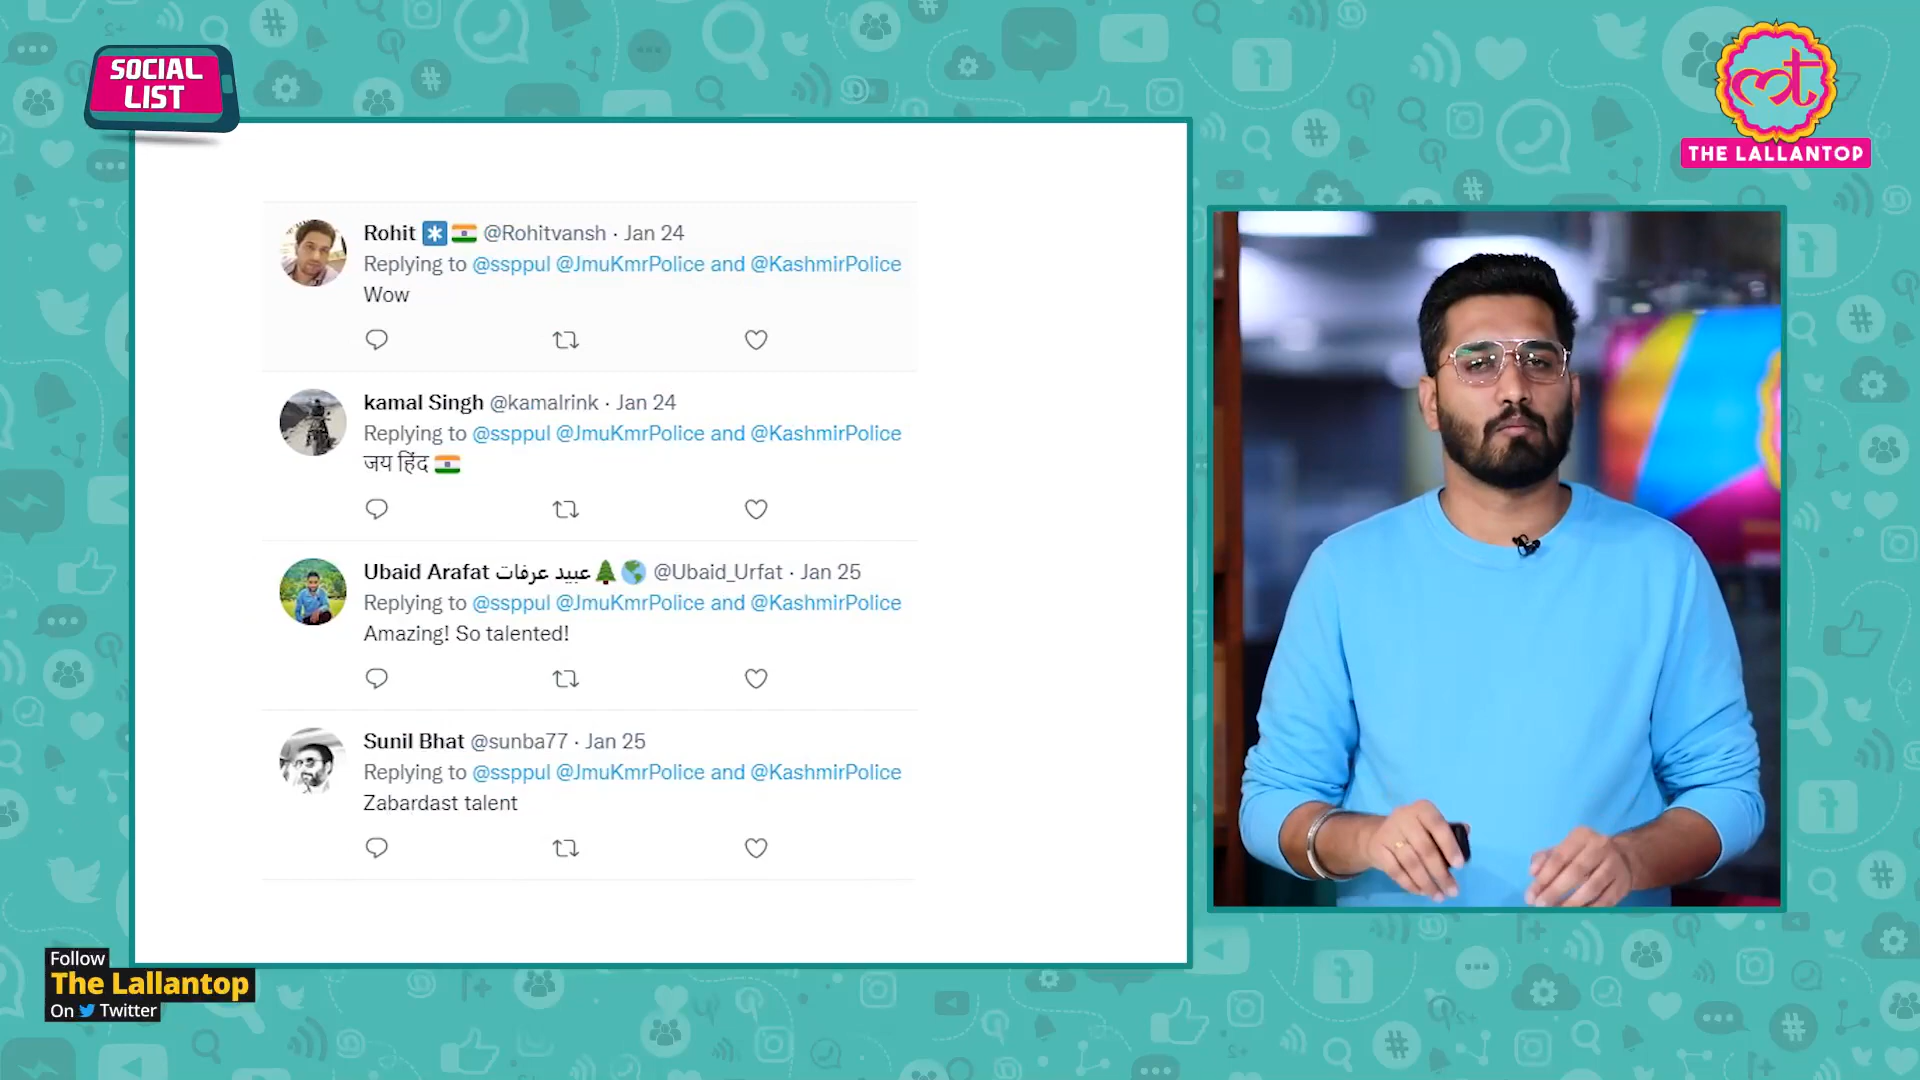 SOCIAL
LIST
THE LALLANTOP
Rohit @Rohitvansh · Jan 24
Replying to @ssppul @JmuKmrPolice and @KashmirPolice
Wow
kamal Singh @kamalrink · Jan 24
Replying to @ssppul @JmuKmrPolice and @KashmirPolice
जय हिंद 🇮🇳
Ubaid Arafat عبيد عرفات🌲🌎 @Ubaid_Urfat · Jan 25
Replying to @ssppul @JmuKmrPolice and @KashmirPolice
Amazing! So talented!
Sunil Bhat @sunba77 · Jan 25
Replying to @ssppul @JmuKmrPolice and @KashmirPolice
Zabardast talent
Follow
The Lallantop
On Twitter